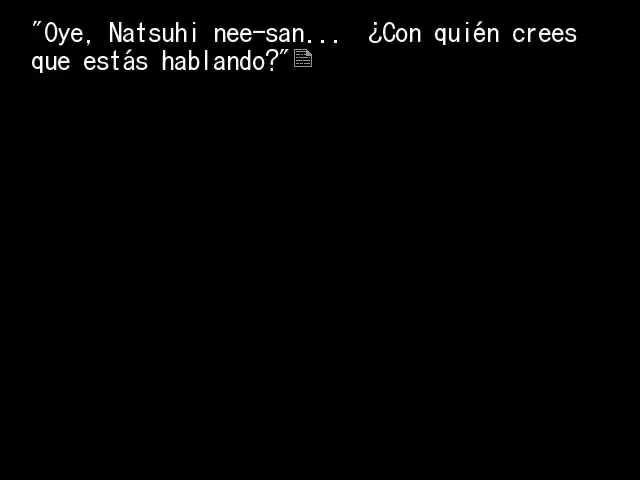 "Oye, Natsuhi nee-san...  ¿Con quién crees
que estás hablando?"